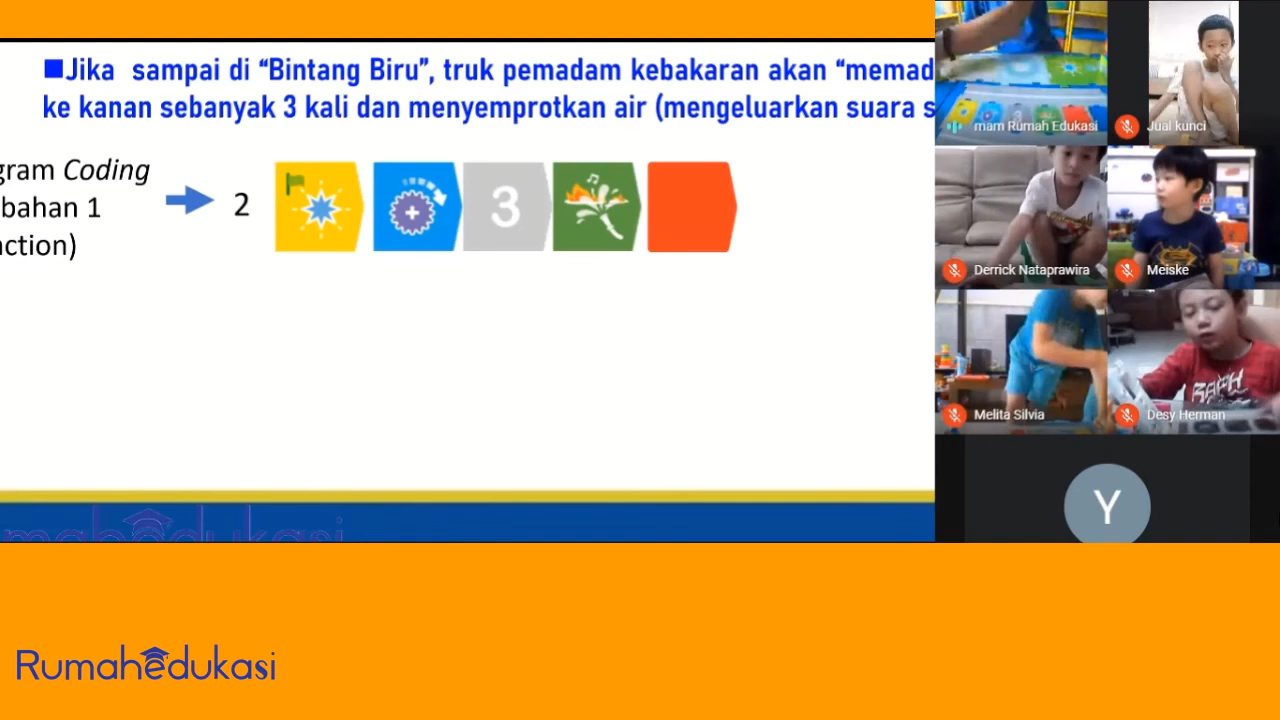 ■Jika sampai di “Bintang Biru”, truk pemadam kebakaran akan “memad
ke kanan sebanyak 3 kali dan menyemprotkan air (mengeluarkan suara s
gram Coding
bahan 1
ction)
2
3
mam Rumah Edukasi
Jual kunci
Derrick Nataprawira
Meiske
Melita Silvia
Desy Herman
Y
mahedukasi
RumahEdukasi